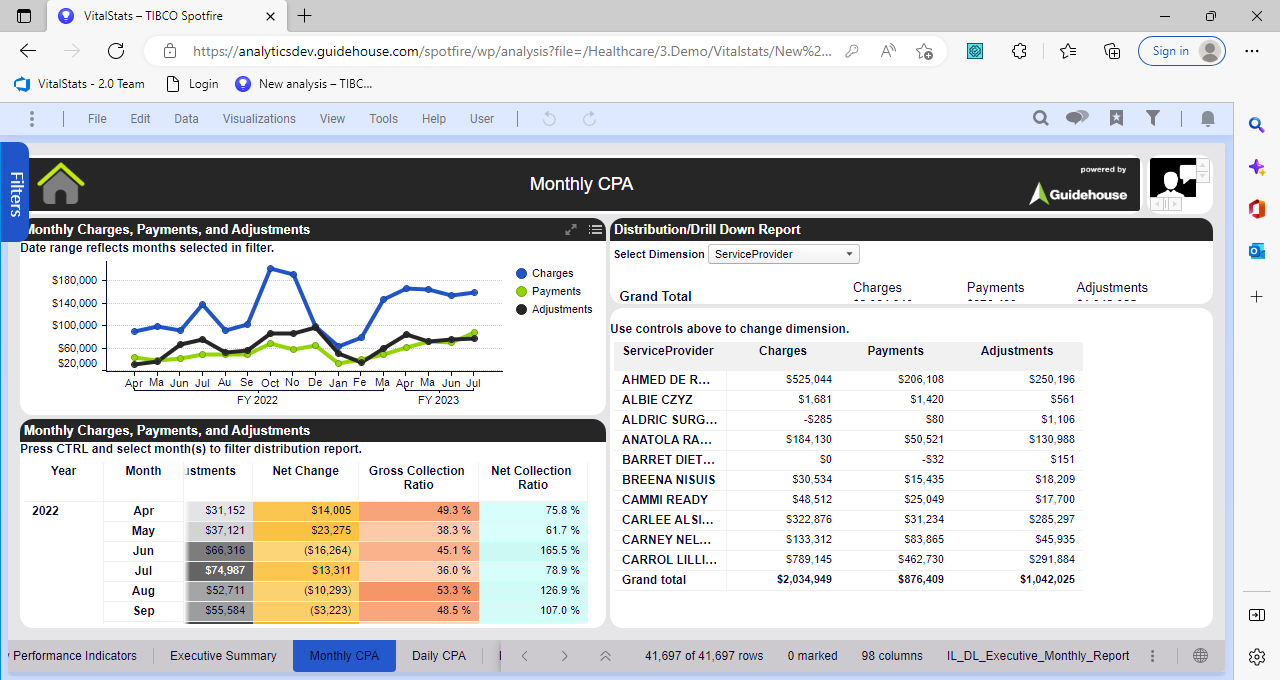 VitalStats – TIBCO Spotfire
https://analyticsdev.guidehouse.com/spotfire/wp/analysis?file=/Healthcare/3.Demo/Vitalstats/New%2...
Sign in
VitalStats - 2.0 Team
Login
New analysis – TIBC...
File Edit Data Visualizations View Tools Help User
Filters
Monthly CPA
powered by
Guidehouse
Monthly Charges, Payments, and Adjustments
Date range reflects months selected in filter.
$180,000
$140,000
$100,000
$60,000
$20,000
Apr Ma Jun Jul Au Se Oct No De Jan Fe Ma Apr Ma Jun Jul
FY 2022 FY 2023
Charges
Payments
Adjustments
Monthly Charges, Payments, and Adjustments
Press CTRL and select month(s) to filter distribution report.
Year Month ustments Net Change Gross Collection Ratio Net Collection Ratio
2022 Apr $31,152 $14,005 49.3 % 75.8 %
May $37,121 $23,275 38.3 % 61.7 %
Jun $66,316 ($16,264) 45.1 % 165.5 %
Jul $74,987 $13,311 36.0 % 78.9 %
Aug $52,711 ($10,293) 53.3 % 126.9 %
Sep $55,584 ($3,223) 48.5 % 107.0 %
Distribution/Drill Down Report
Select Dimension ServiceProvider
Charges Payments Adjustments
Grand Total
Use controls above to change dimension.
ServiceProvider Charges Payments Adjustments
AHMED DE R... $525,044 $206,108 $250,196
ALBIE CZYZ $1,681 $1,420 $561
ALDRIC SURG... -$285 $80 $1,106
ANATOLA RA... $184,130 $50,521 $130,988
BARRET DIET... $0 -$32 $151
BREENA NISUIS $30,534 $15,435 $18,209
CAMMI READY $48,512 $25,049 $17,700
CARLEE ALSI... $322,876 $31,234 $285,297
CARNEY NEL... $133,312 $83,865 $45,935
CARROL LILLI... $789,145 $462,730 $291,884
Grand total $2,034,949 $876,409 $1,042,025
Performance Indicators Executive Summary Monthly CPA Daily CPA
41,697 of 41,697 rows 0 marked 98 columns IL_DL_Executive_Monthly_Report